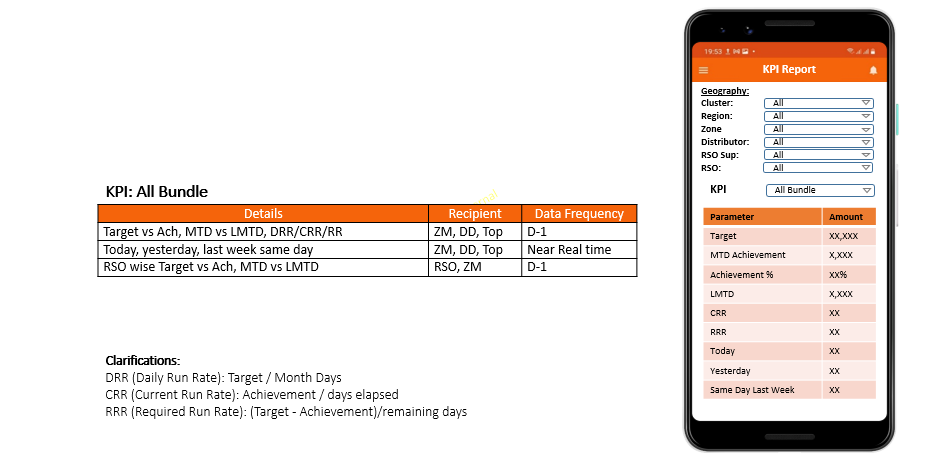 KPI: All Bundle
Details Recipient Data Frequency
Target vs Ach, MTD vs LMTD, DRR/CRR/RR ZM, DD, Top D-1
Today, yesterday, last week same day ZM, DD, Top Near Real time
RSO wise Target vs Ach, MTD vs LMTD RSO, ZM D-1
Clarifications:
DRR (Daily Run Rate): Target / Month Days
CRR (Current Run Rate): Achievement / days elapsed
RRR (Required Run Rate): (Target - Achievement)/remaining days
19:53
KPI Report
Geography:
Cluster: All
Region: All
Zone All
Distributor: All
RSO Sup: All
RSO: All
KPI All Bundle
Parameter Amount
Target XX,XXX
MTD Achievement X,XXX
Achievement % XX%
LMTD X,XXX
CRR XX
RRR XX
Today XX
Yesterday XX
Same Day Last Week XX